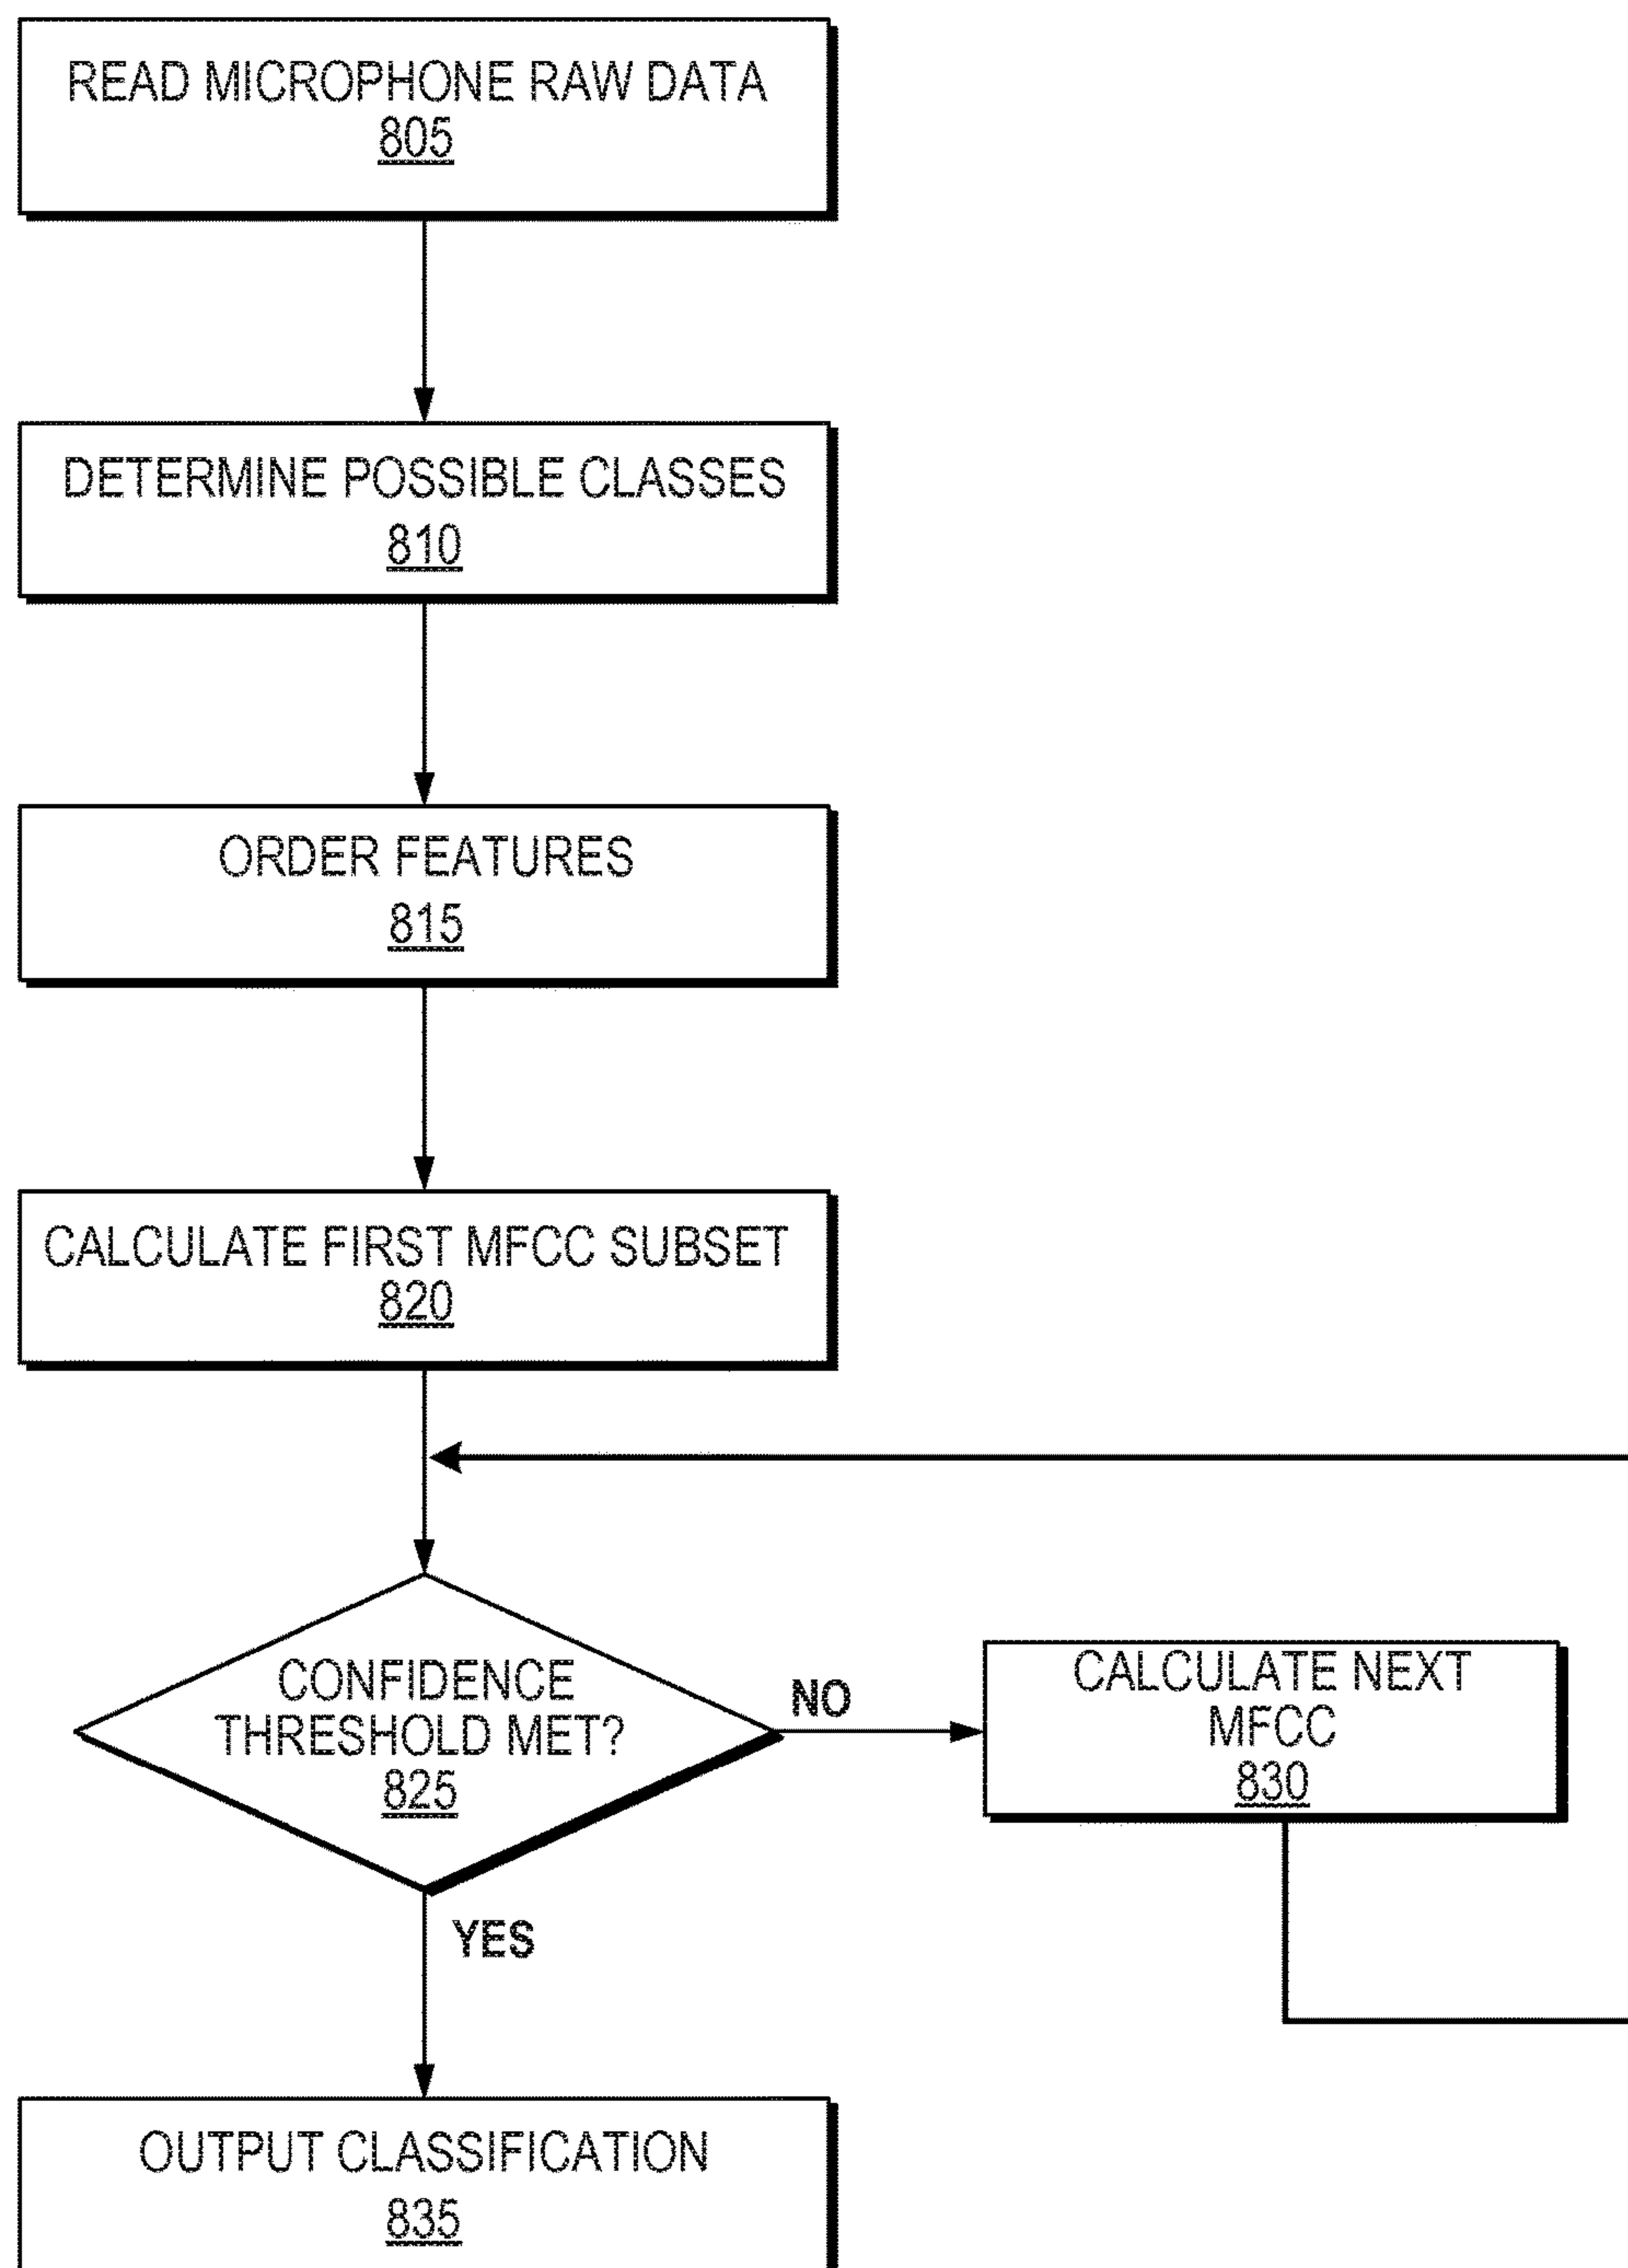 READ MICROPHONE RAW DATA
805
DETERMINE POSSIBLE CLASSES
810
ORDER FEATURES
815
CALCULATE FIRST MFCC SUBSET
820
CONFIDENCE
THRESHOLD MET?
825
NO
CALCULATE NEXT
MFCC
830
YES
OUTPUT CLASSIFICATION
835